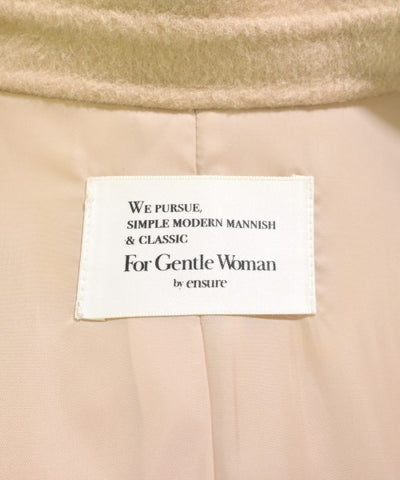 WE PURSUE,
SIMPLE MODERN MANNISH
& CLASSIC
For Gentle Woman
by ensure